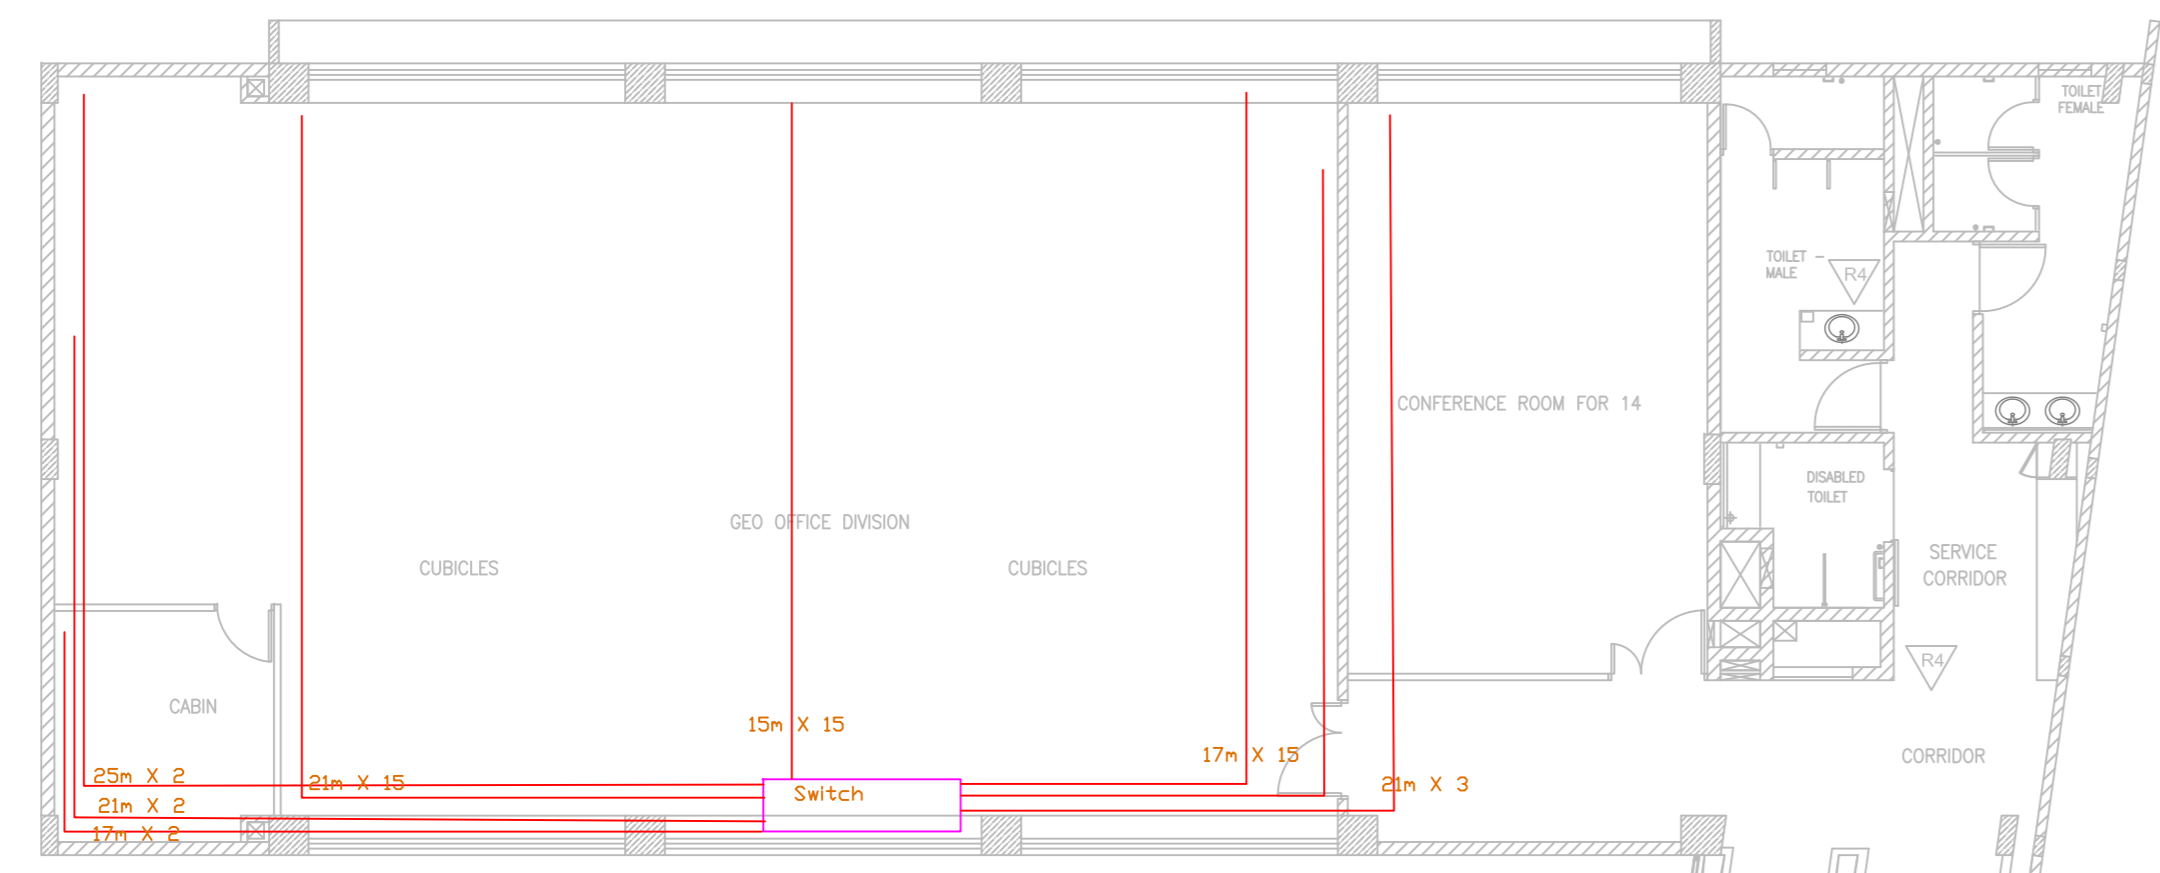 TOILET
FEMALE
TOILET -
MALE
R4
CONFERENCE ROOM FOR 14
DISABLED
TOILET
GEO OFFICE DIVISION
CUBICLES
CUBICLES
SERVICE
CORRIDOR
R4
CABIN
15m X 15
17m X 15
CORRIDOR
25m X 2
21m X 15
21m X 3
Switch
21m X 2
17m X 2